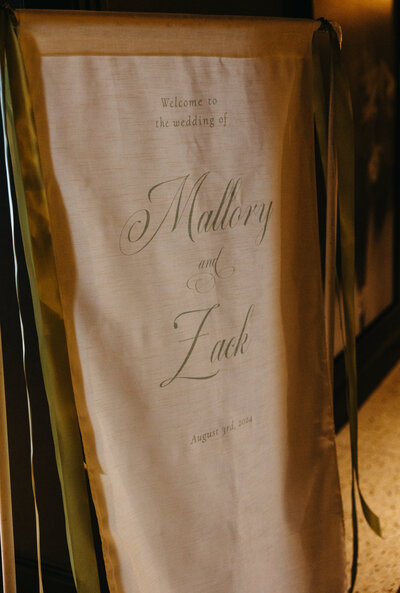 Welcome to
the wedding of
Mallory
and
Zack
August 3rd, 2024